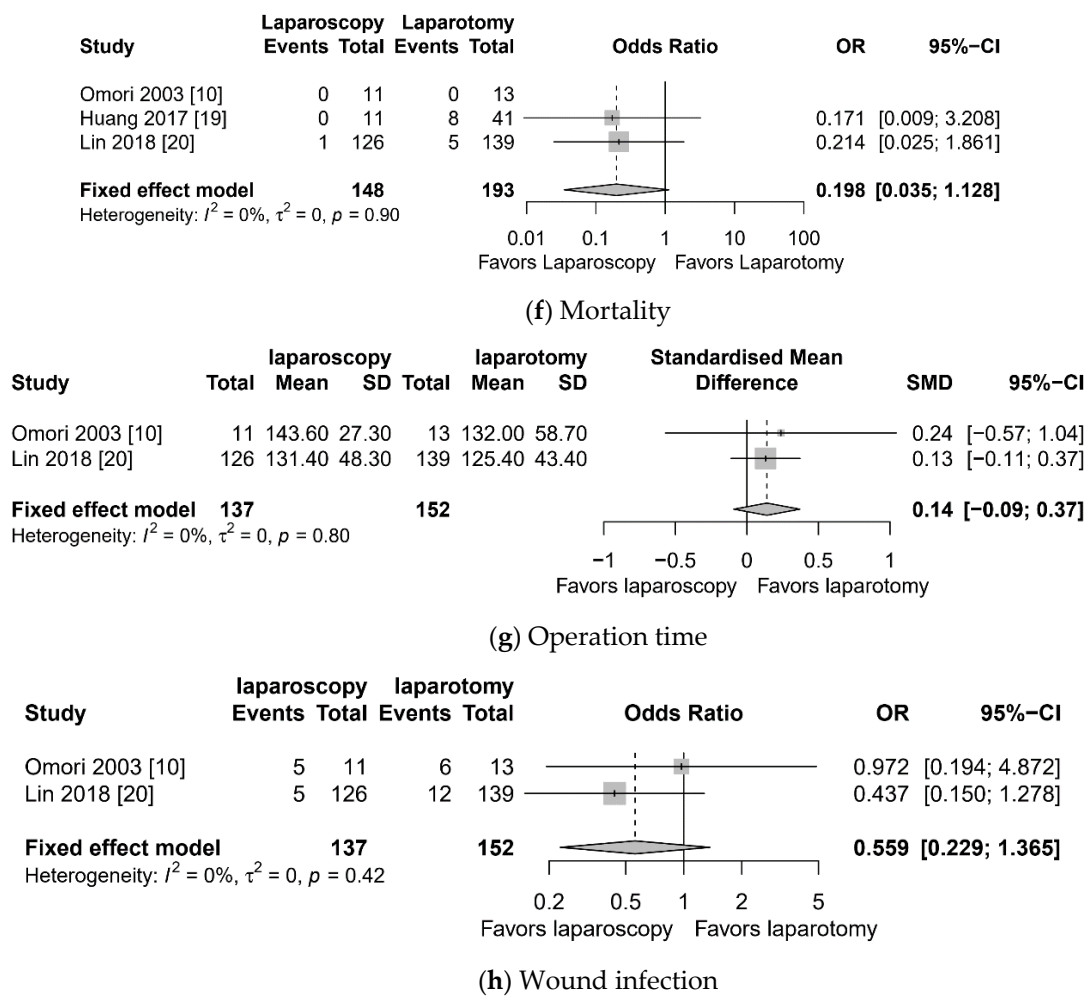 Laparoscopy Laparotomy
Study Events Total Events Total Odds Ratio OR 95%−CI
Omori 2003 [10] 0 11 0 13
Huang 2017 [19] 0 11 8 41 0.171 [0.009; 3.208]
Lin 2018 [20] 1 126 5 139 0.214 [0.025; 1.861]
Fixed effect model 148 193 0.198 [0.035; 1.128]
Heterogeneity: I² = 0%, τ² = 0, p = 0.90
0.01 0.1 1 10 100
Favors Laparoscopy Favors Laparotomy
(f) Mortality
laparoscopy laparotomy Standardised Mean
Study Total Mean SD Total Mean SD Difference SMD 95%−CI
Omori 2003 [10] 11 143.60 27.30 13 132.00 58.70 0.24 [−0.57; 1.04]
Lin 2018 [20] 126 131.40 48.30 139 125.40 43.40 0.13 [−0.11; 0.37]
Fixed effect model 137 152 0.14 [−0.09; 0.37]
Heterogeneity: I² = 0%, τ² = 0, p = 0.80
−1 −0.5 0 0.5 1
Favors laparoscopy Favors laparotomy
(g) Operation time
laparoscopy laparotomy
Study Events Total Events Total Odds Ratio OR 95%−CI
Omori 2003 [10] 5 11 6 13 0.972 [0.194; 4.872]
Lin 2018 [20] 5 126 12 139 0.437 [0.150; 1.278]
Fixed effect model 137 152 0.559 [0.229; 1.365]
Heterogeneity: I² = 0%, τ² = 0, p = 0.42
0.2 0.5 1 2 5
Favors laparoscopy Favors laparotomy
(h) Wound infection